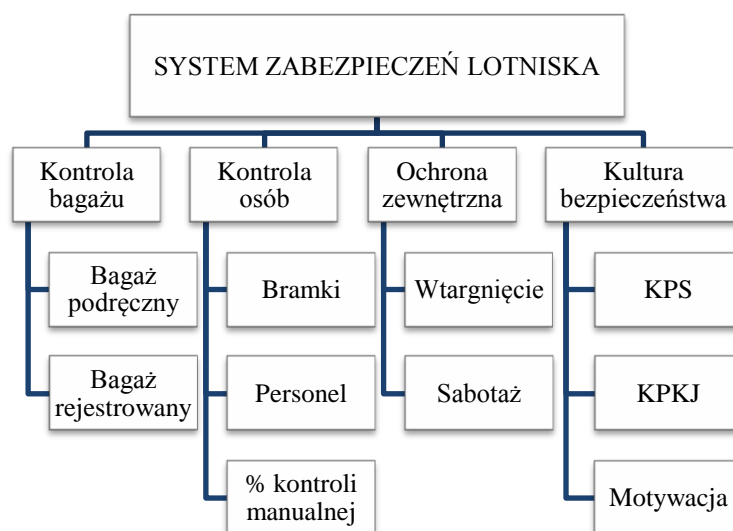 SYSTEM ZABEZPIECZEŃ LOTNISKA
Kontrola
bagażu
Bagaż
podręczny
Bagaż
rejestrowany
Kontrola
osób
Bramki
Personel
% kontroli
manualnej
Ochrona
zewnętrzna
Wtargnięcie
Sabotaż
Kultura
bezpieczeństwa
KPS
KPKJ
Motywacja